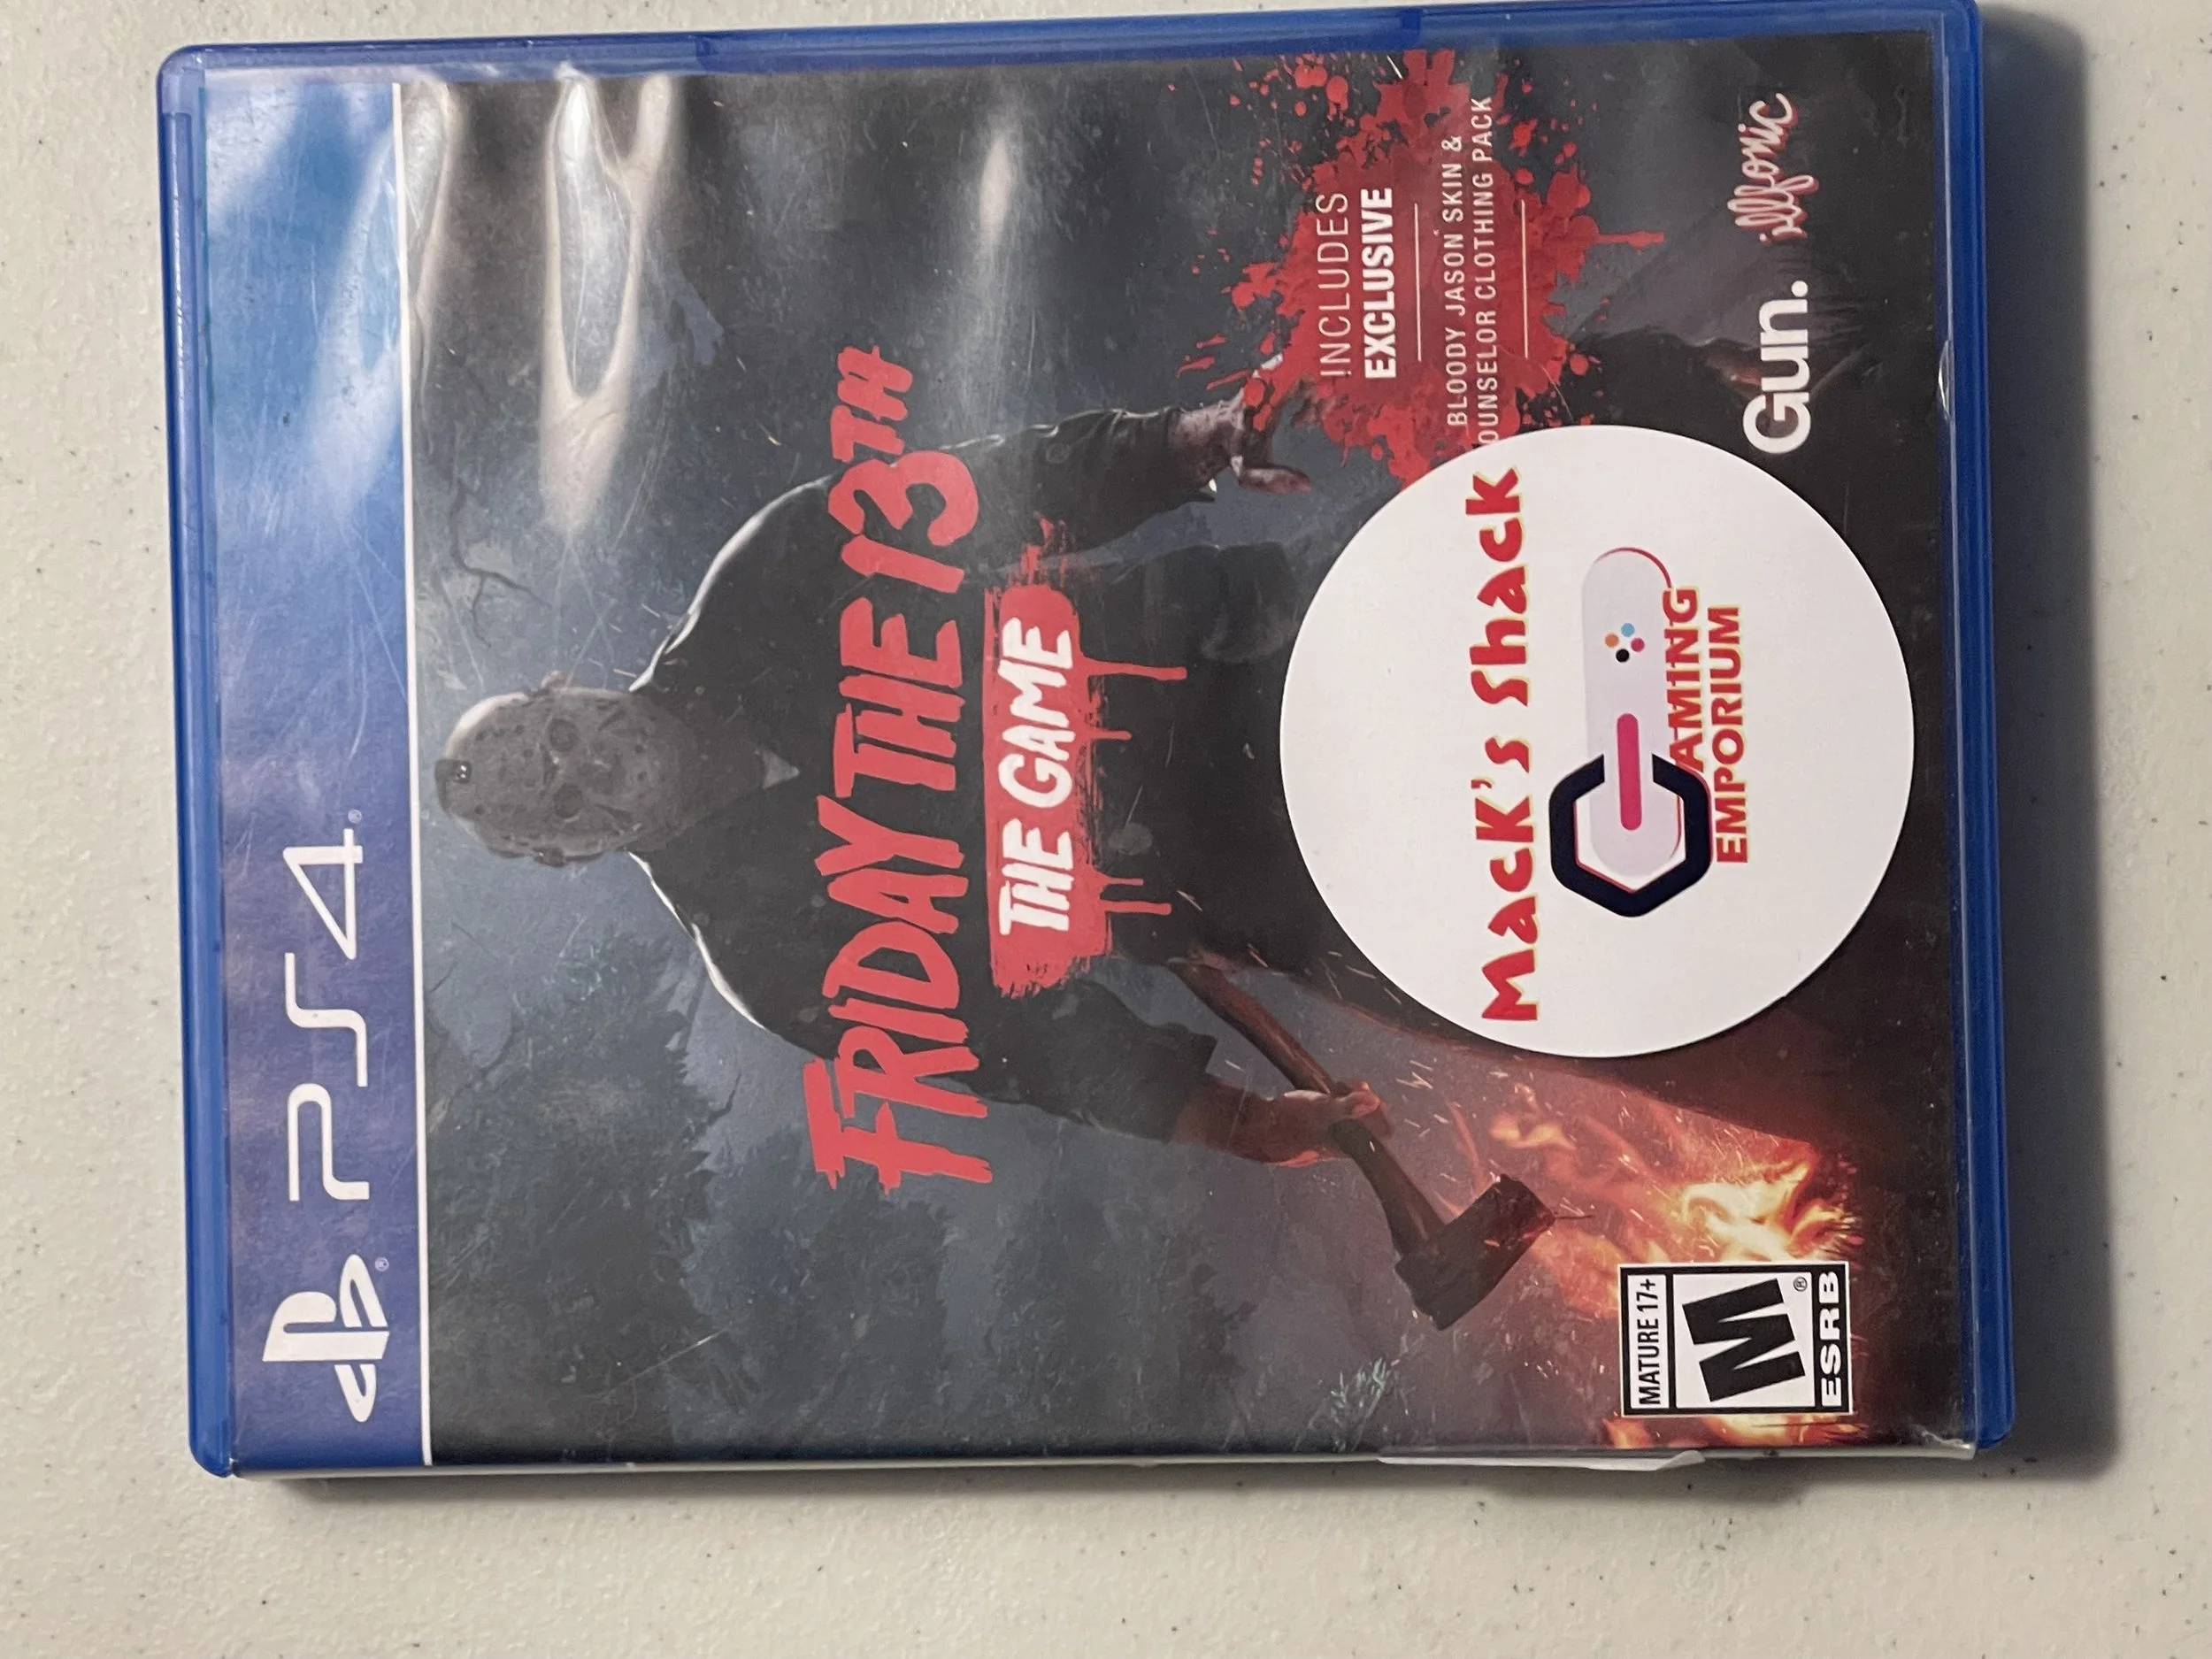 PS4
FRIDAY THE 13TH
THE GAME
INCLUDES
EXCLUSIVE
BLOODY JASON SKIN &
OUNSELOR CLOTHING PACK
Mack's Shack
GAMING
EMPORIUM
MATURE 17+
M
ESRB
Gun.
illfonic